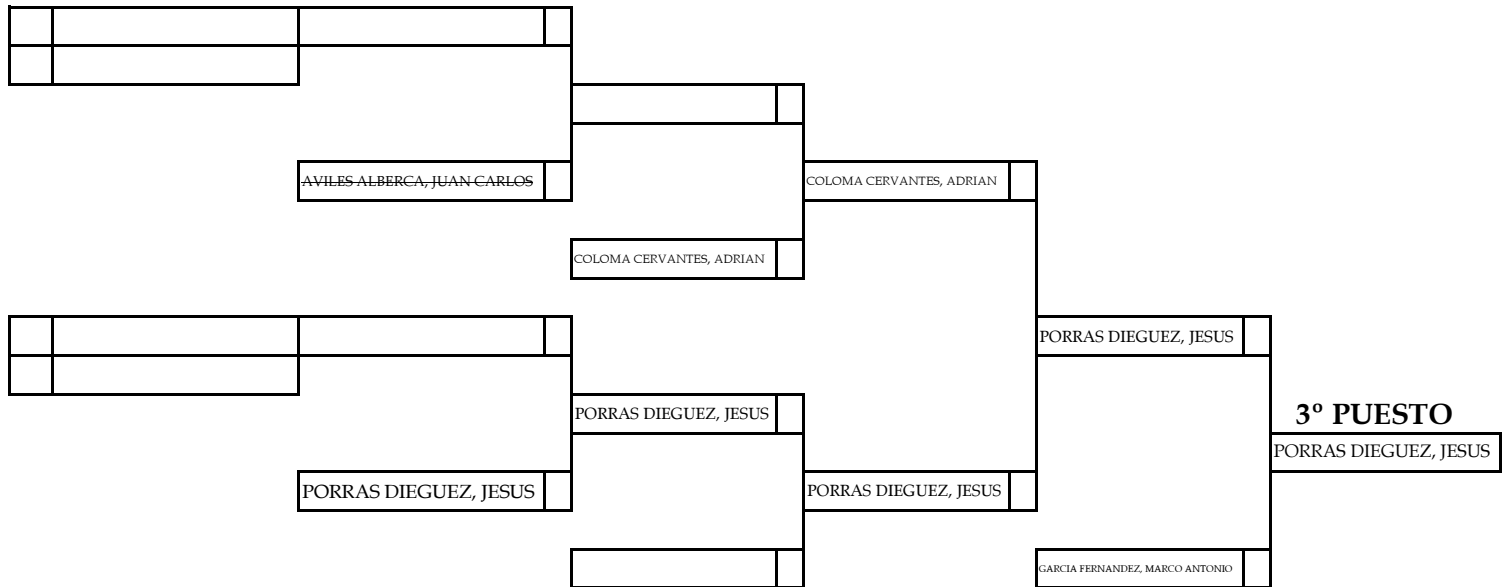 ~~AVILES ALBERCA, JUAN CARLOS~~
COLOMA CERVANTES, ADRIAN
COLOMA CERVANTES, ADRIAN
PORRAS DIEGUEZ, JESUS
PORRAS DIEGUEZ, JESUS
3º PUESTO
PORRAS DIEGUEZ, JESUS
PORRAS DIEGUEZ, JESUS
PORRAS DIEGUEZ, JESUS
GARCIA FERNANDEZ, MARCO ANTONIO